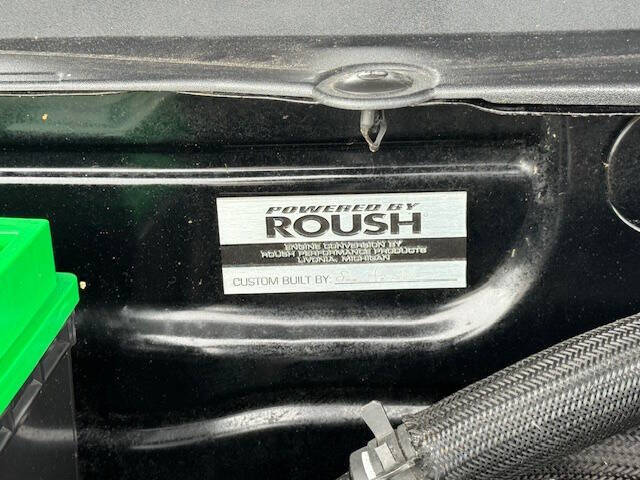 POWERED BY
ROUSH
ENGINE CONVERSION BY
ROUSH PERFORMANCE PRODUCTS
LIVONIA, MICHIGAN
CUSTOM BUILT BY: